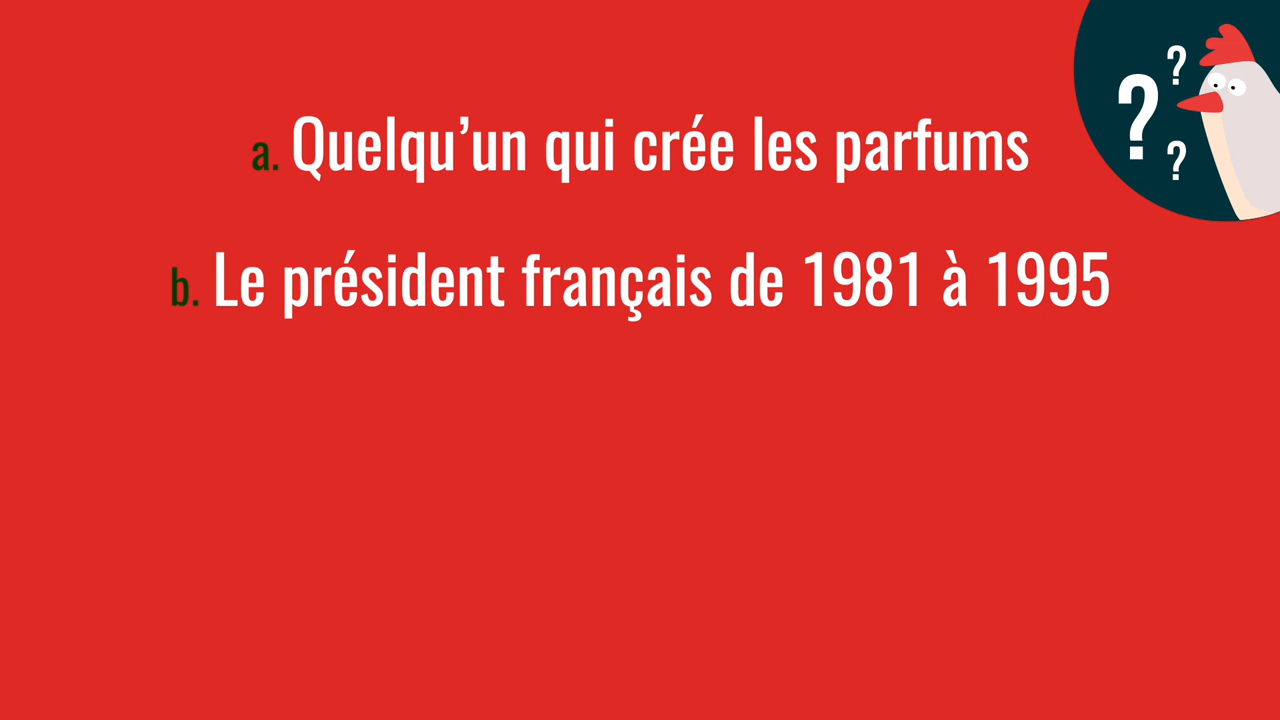 a. Quelqu’un qui crée les parfums
b. Le président français de 1981 à 1995
?
?
?